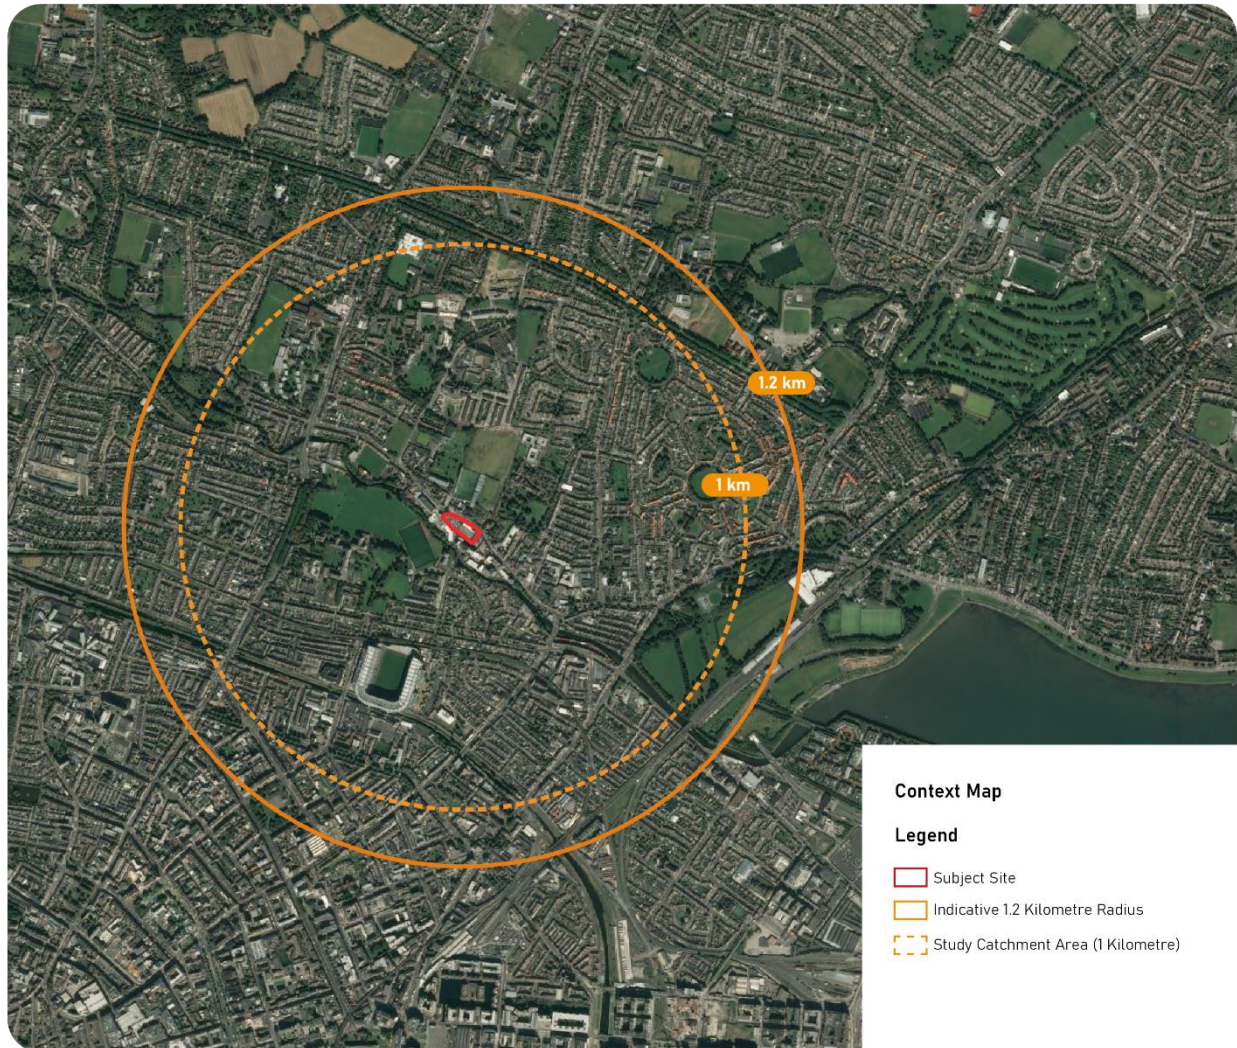 1.2 km
1 km
Context Map
Legend
Subject Site
Indicative 1.2 Kilometre Radius
Study Catchment Area (1 Kilometre)